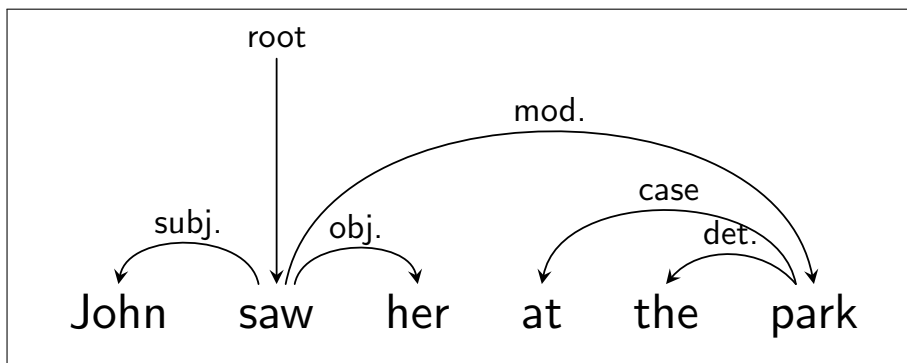 root
mod.
case
subj. obj. det.
John saw her at the park